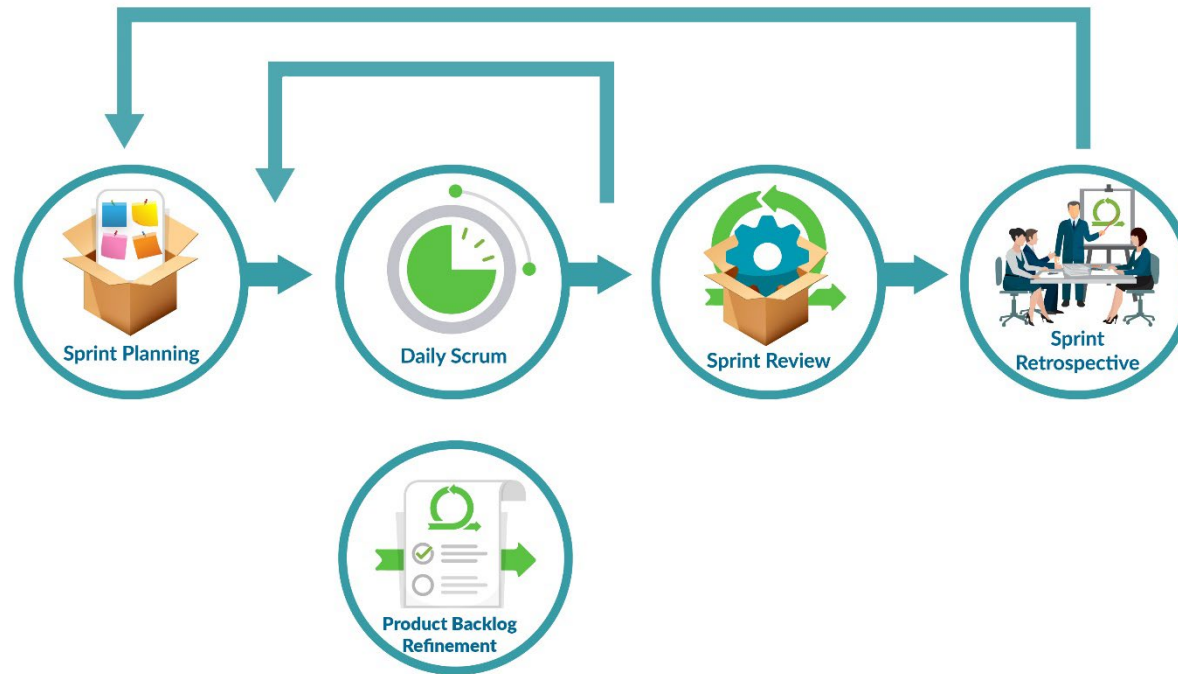 Sprint Planning
Daily Scrum
Sprint Review
Sprint
Retrospective
Product Backlog
Refinement